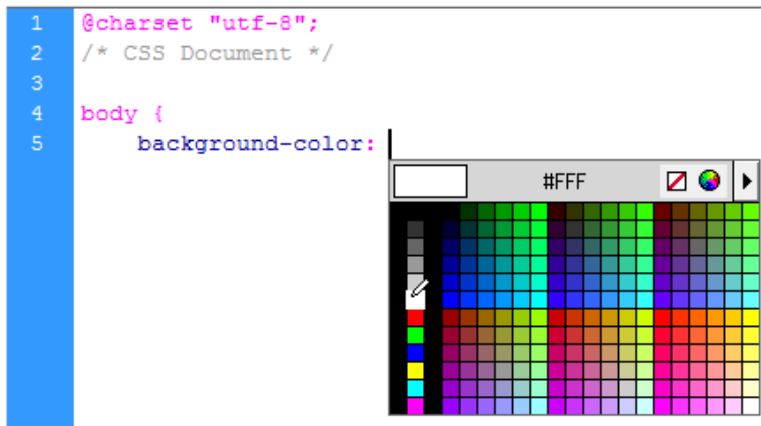 1 @charset "utf-8";
2 /* CSS Document */
3
4 body {
5 background-color:
#FFF